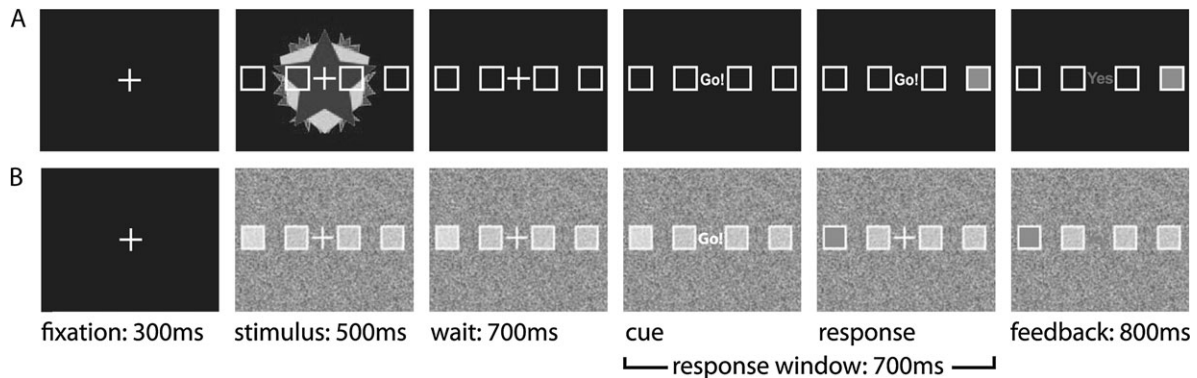 A
Go!
Go!
Yes
B
Go!
fixation: 300ms
stimulus: 500ms
wait: 700ms
cue
response
feedback: 800ms
response window: 700ms